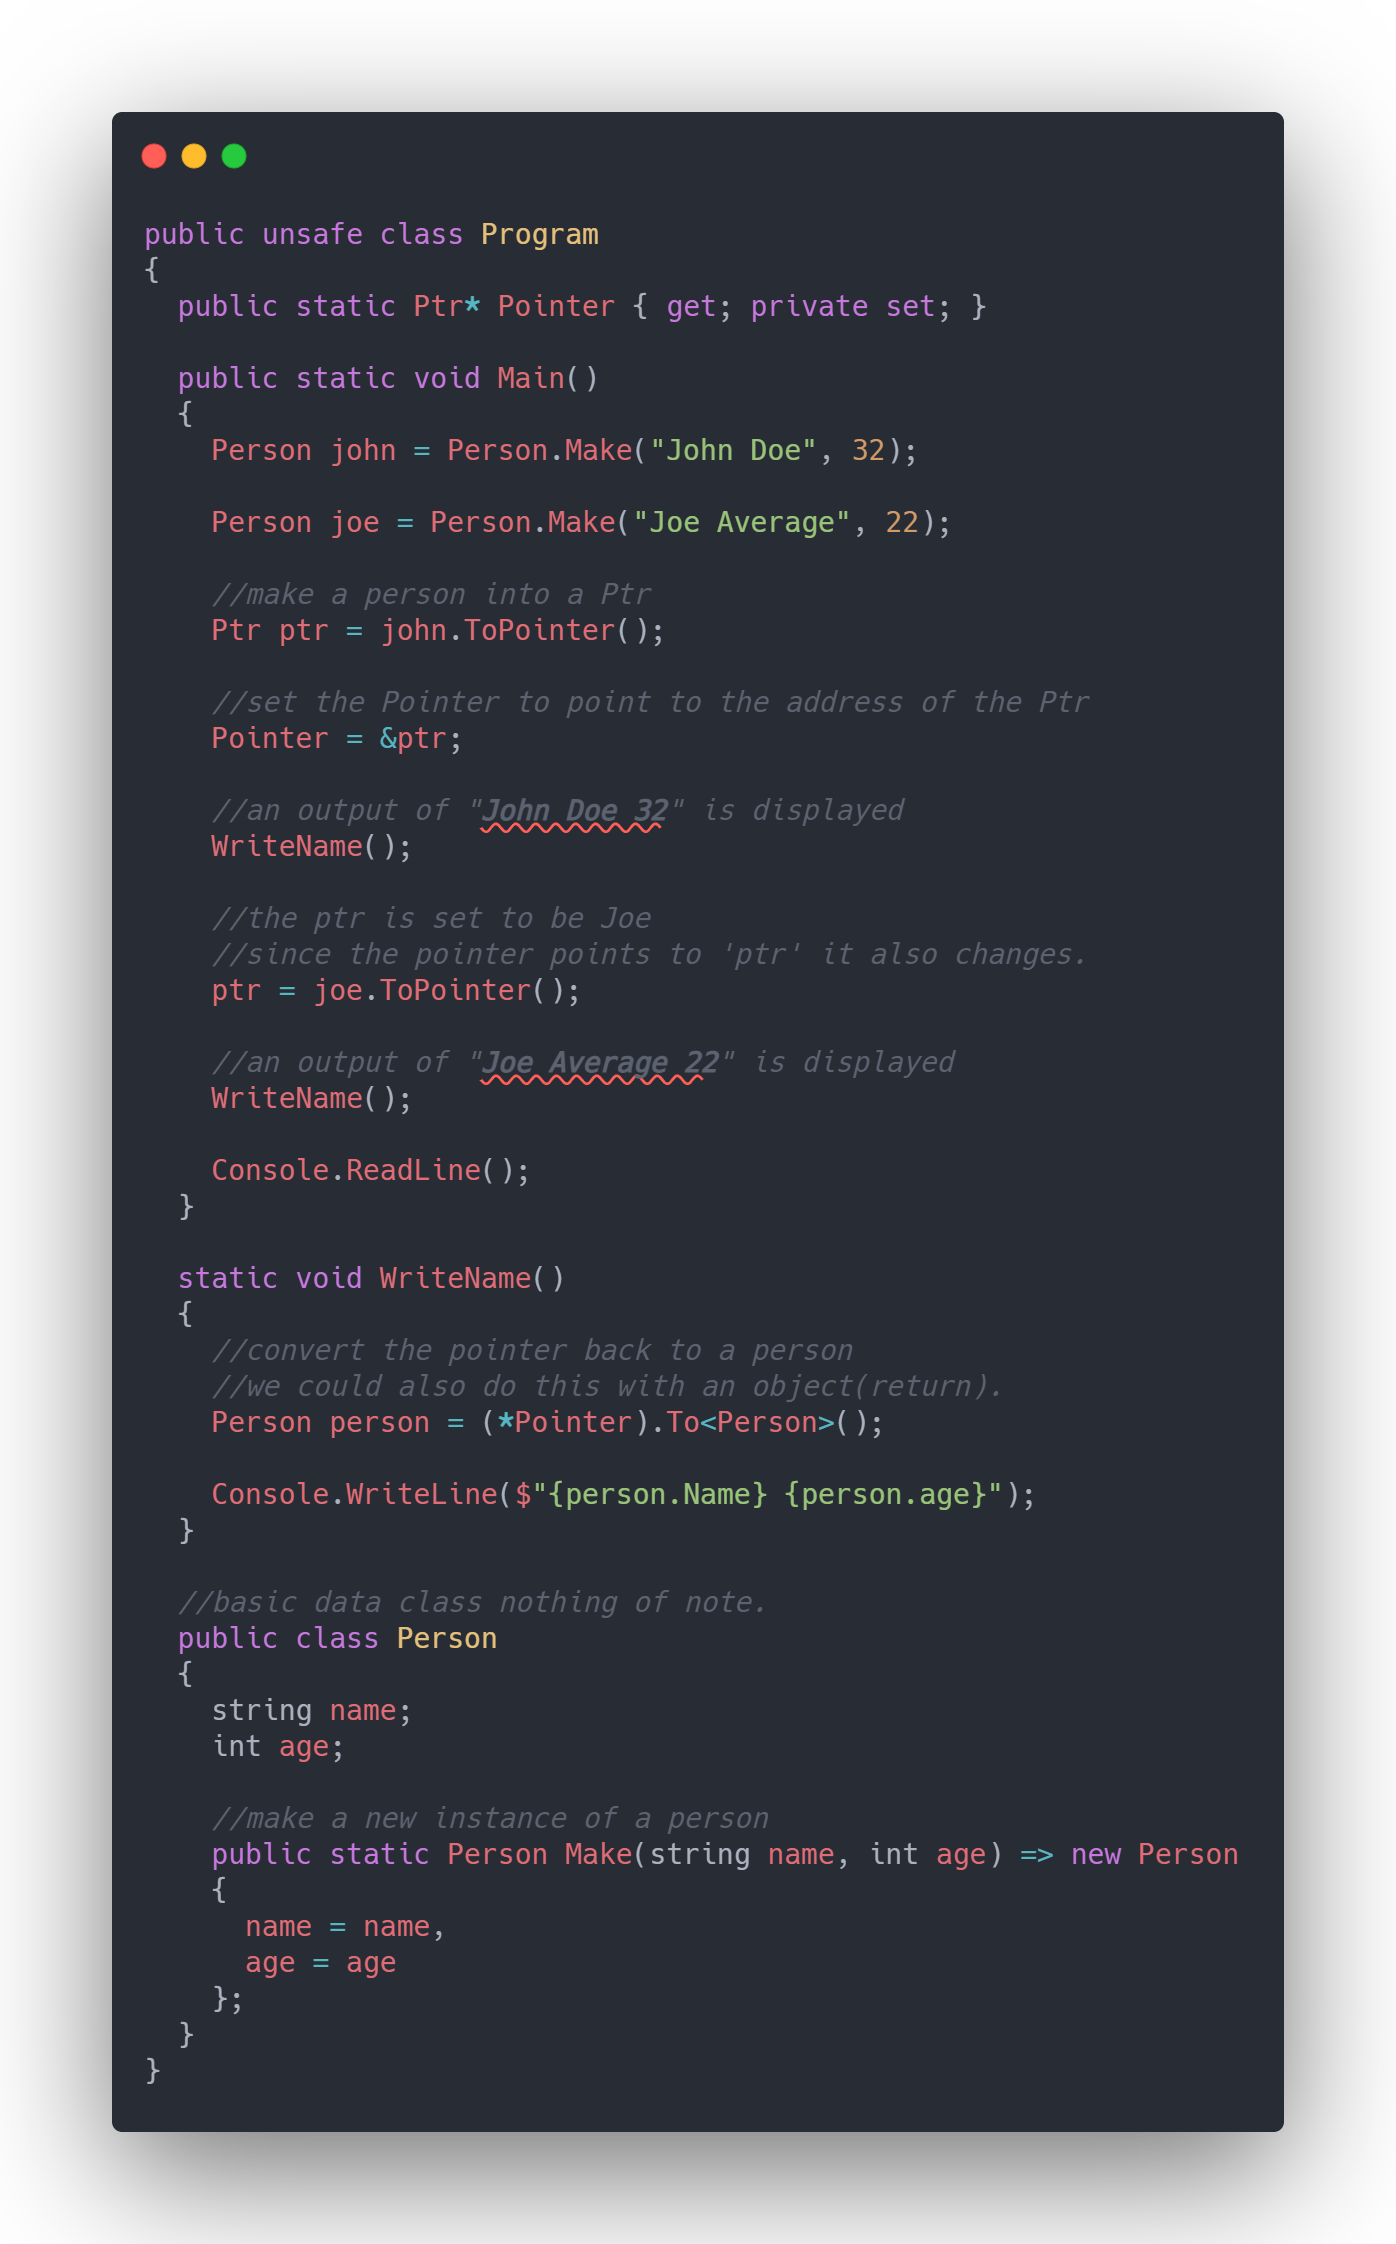 public unsafe class Program
{
  public static Ptr* Pointer { get; private set; }

  public static void Main()
  {
    Person john = Person.Make("John Doe", 32);

    Person joe = Person.Make("Joe Average", 22);

    //make a person into a Ptr
    Ptr ptr = john.ToPointer();

    //set the Pointer to point to the address of the Ptr
    Pointer = &ptr;

    //an output of "John Doe 32" is displayed
    WriteName();

    //the ptr is set to be Joe
    //since the pointer points to 'ptr' it also changes.
    ptr = joe.ToPointer();

    //an output of "Joe Average 22" is displayed
    WriteName();

    Console.ReadLine();
  }

  static void WriteName()
  {
    //convert the pointer back to a person
    //we could also do this with an object(return).
    Person person = (*Pointer).To<Person>();

    Console.WriteLine($"{person.Name} {person.age}");
  }

  //basic data class nothing of note.
  public class Person
  {
    string name;
    int age;

    //make a new instance of a person
    public static Person Make(string name, int age) => new Person
    {
      name = name,
      age = age
    };
  }
}